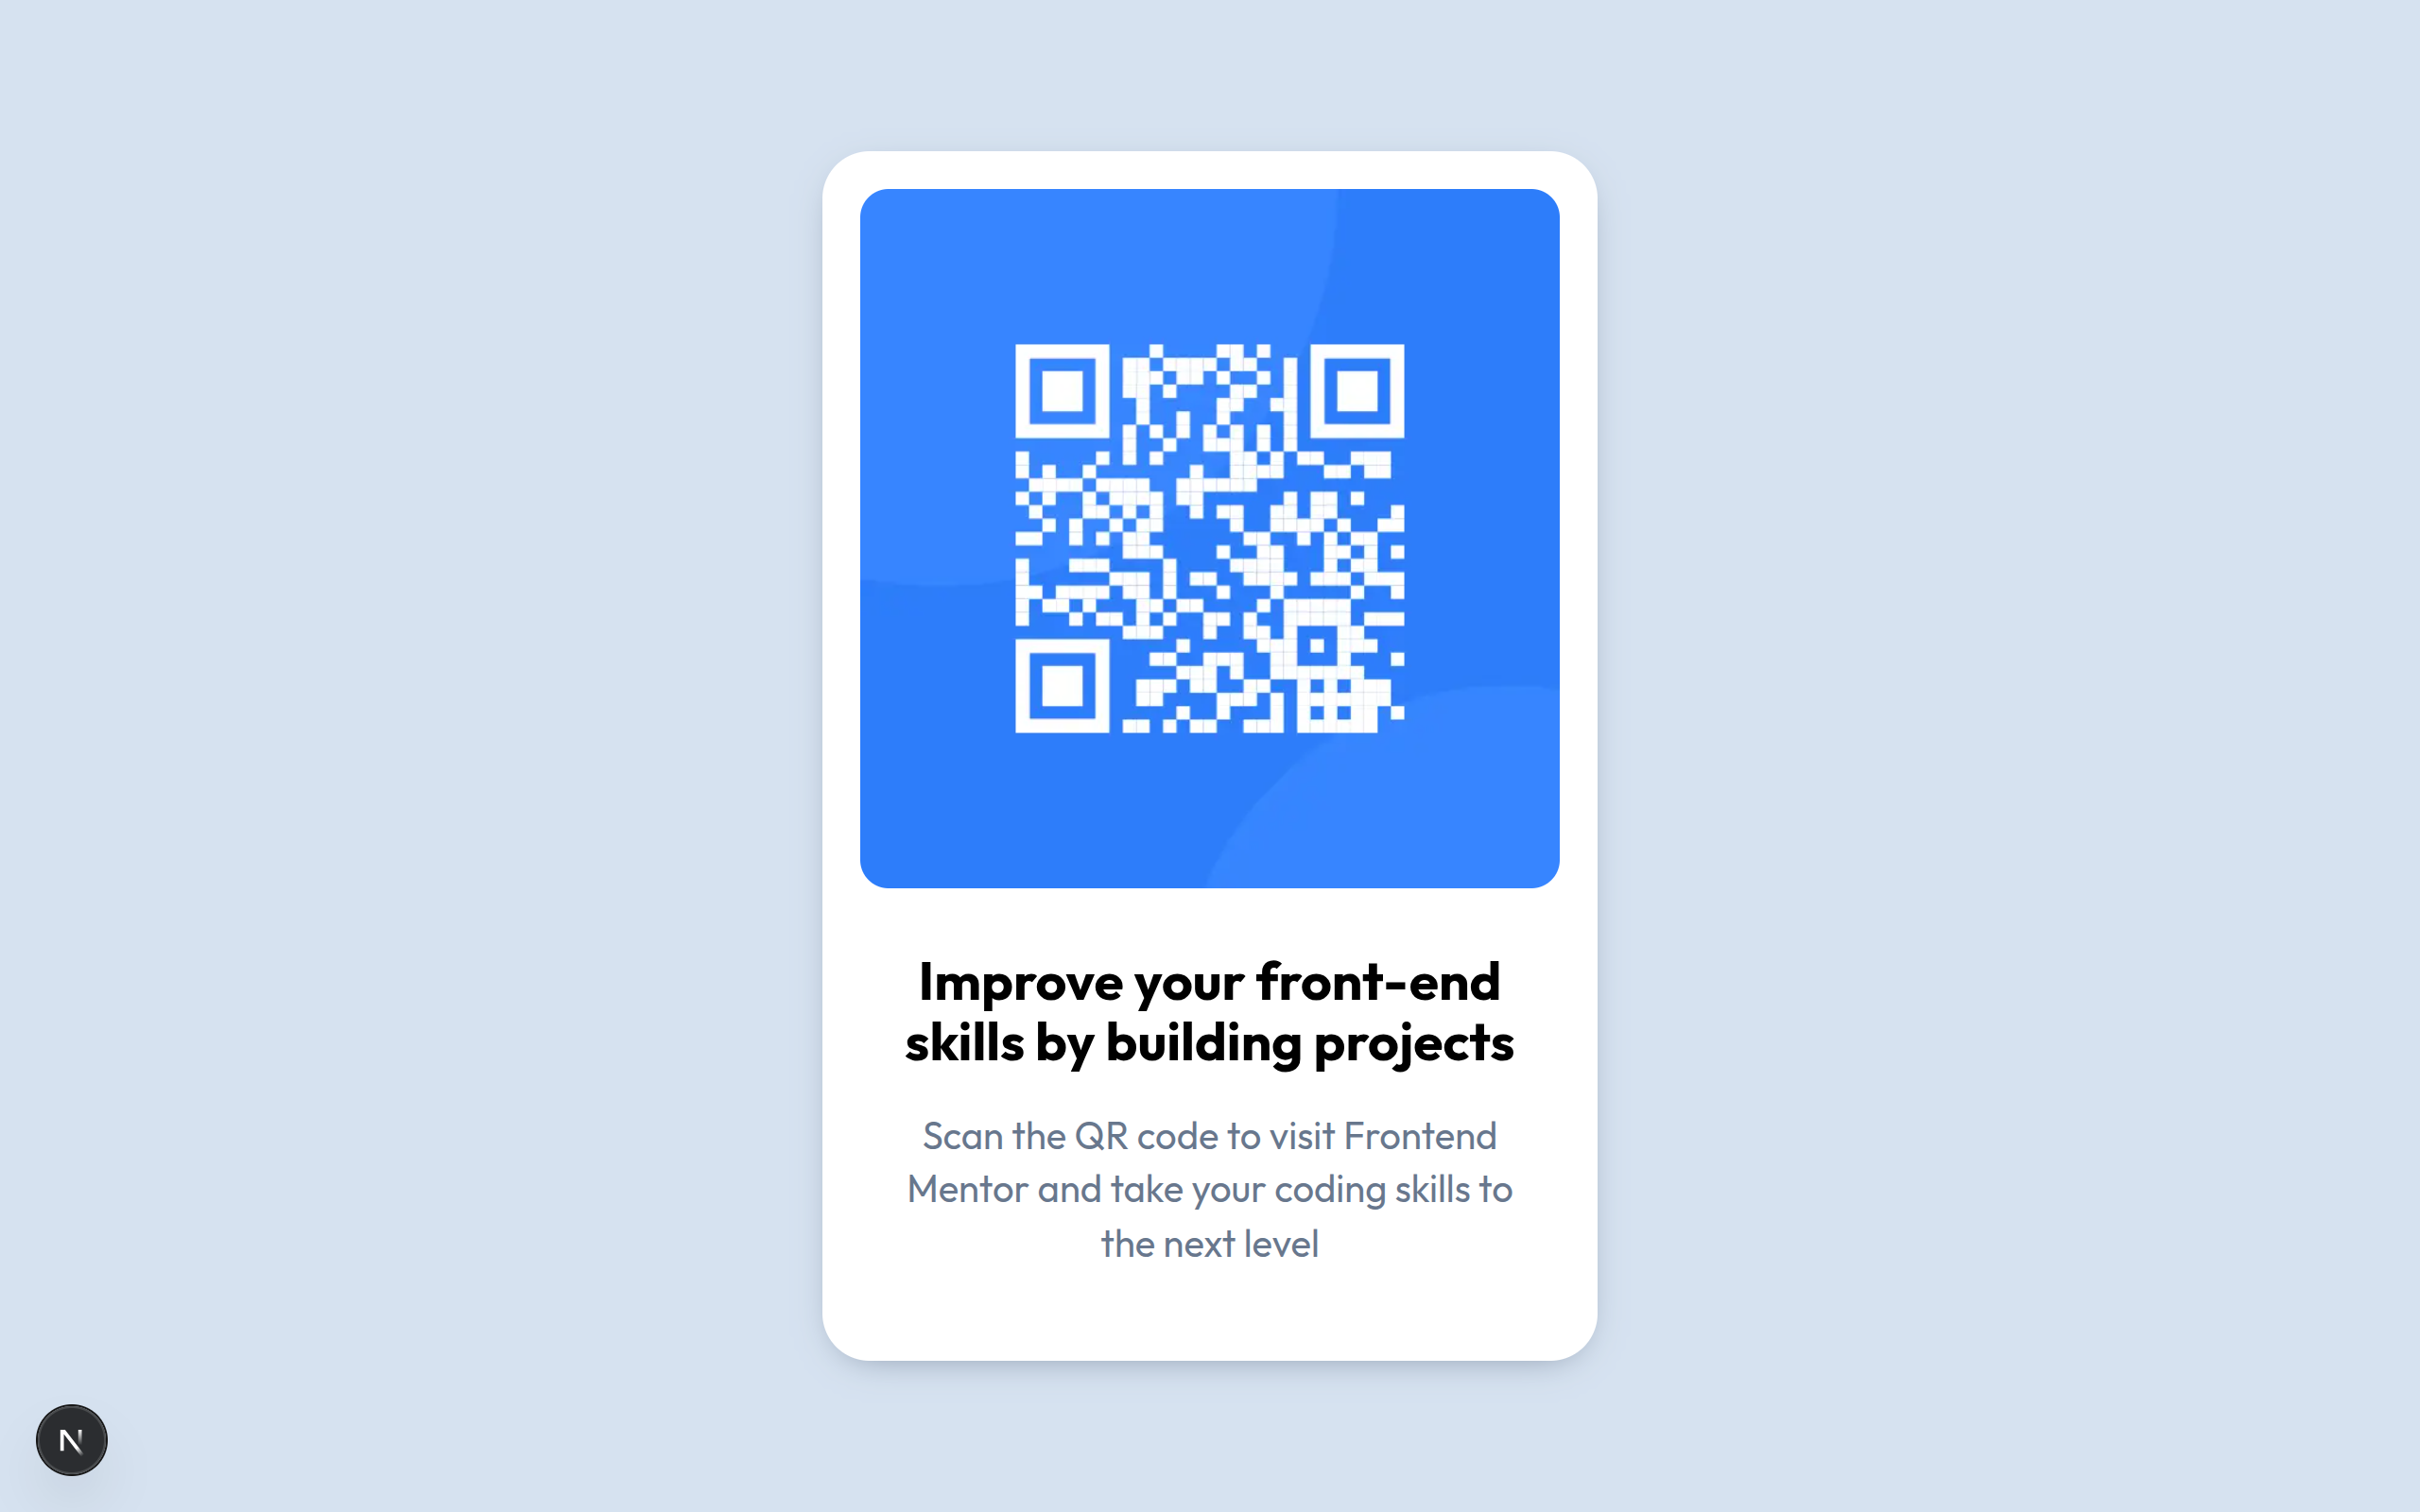 Improve your front-end
skills by building projects
Scan the QR code to visit Frontend
Mentor and take your coding skills to
the next level
N